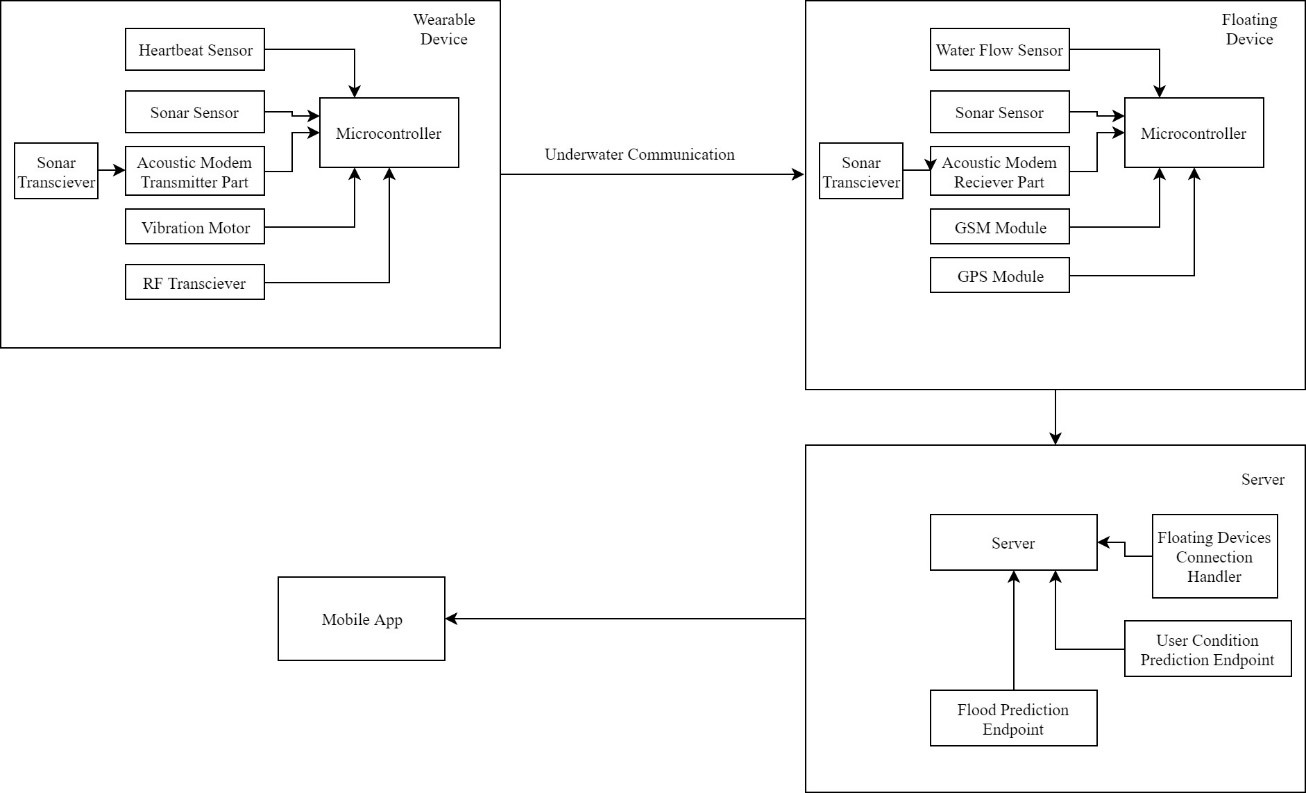 Wearable
Device
Heartbeat Sensor
Sonar Sensor
Microcontroller
Sonar
Transciever
Acoustic Modem
Transmitter Part
Vibration Motor
RF Transciever
Underwater Communication
Floating
Device
Water Flow Sensor
Sonar Sensor
Microcontroller
Sonar
Transciever
Acoustic Modem
Reciever Part
GSM Module
GPS Module
Server
Server
Floating Devices
Connection
Handler
User Condition
Prediction Endpoint
Flood Prediction
Endpoint
Mobile App